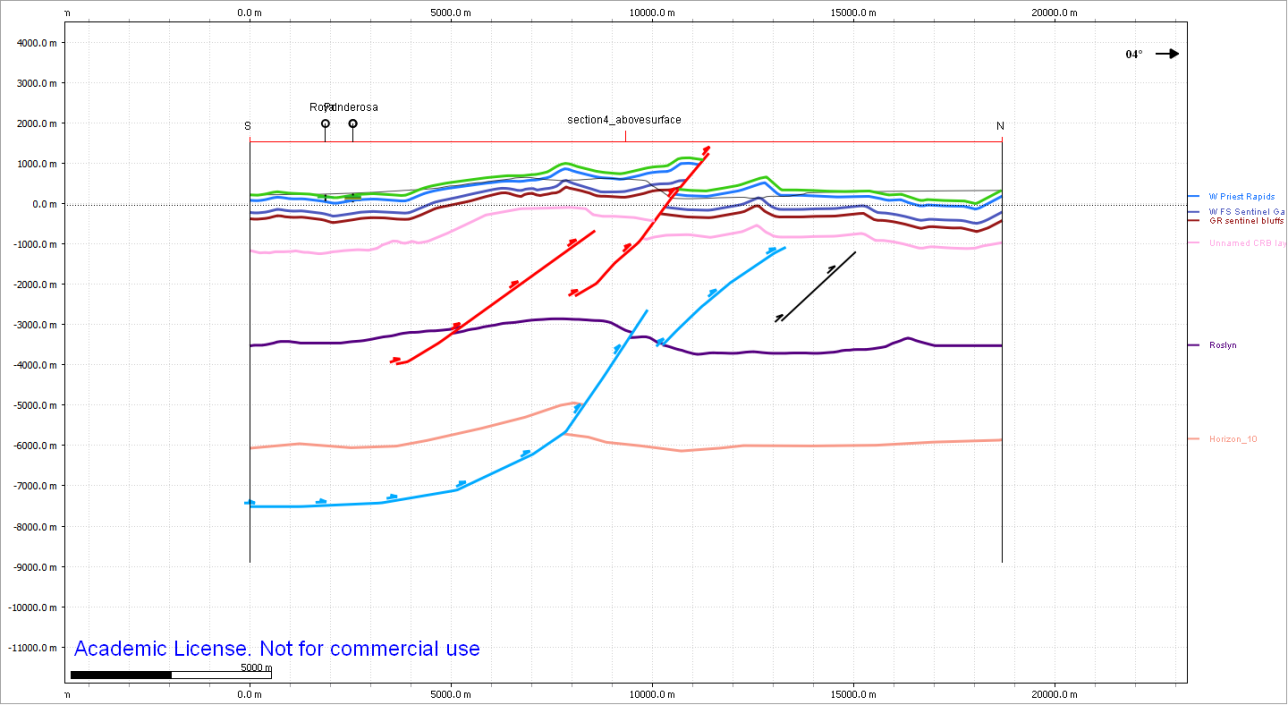 m 0.0 m 5000.0 m 10000.0 m 15000.0 m 20000.0 m
4000.0 m
04°
3000.0 m
Ponderosa
2000.0 m
section4_abovesurface
S N
1000.0 m
0.0 m
W Priest Rapids
W FS Sentinel Ga
GR sentinel bluffs
-1000.0 m
Unnamed CRB lay
-2000.0 m
-3000.0 m
Roslyn
-4000.0 m
-5000.0 m
Horizon_10
-6000.0 m
-7000.0 m
-8000.0 m
-9000.0 m
-10000.0 m
-11000.0 m
Academic License. Not for commercial use
5000 m
m 0.0 m 5000.0 m 10000.0 m 15000.0 m 20000.0 m